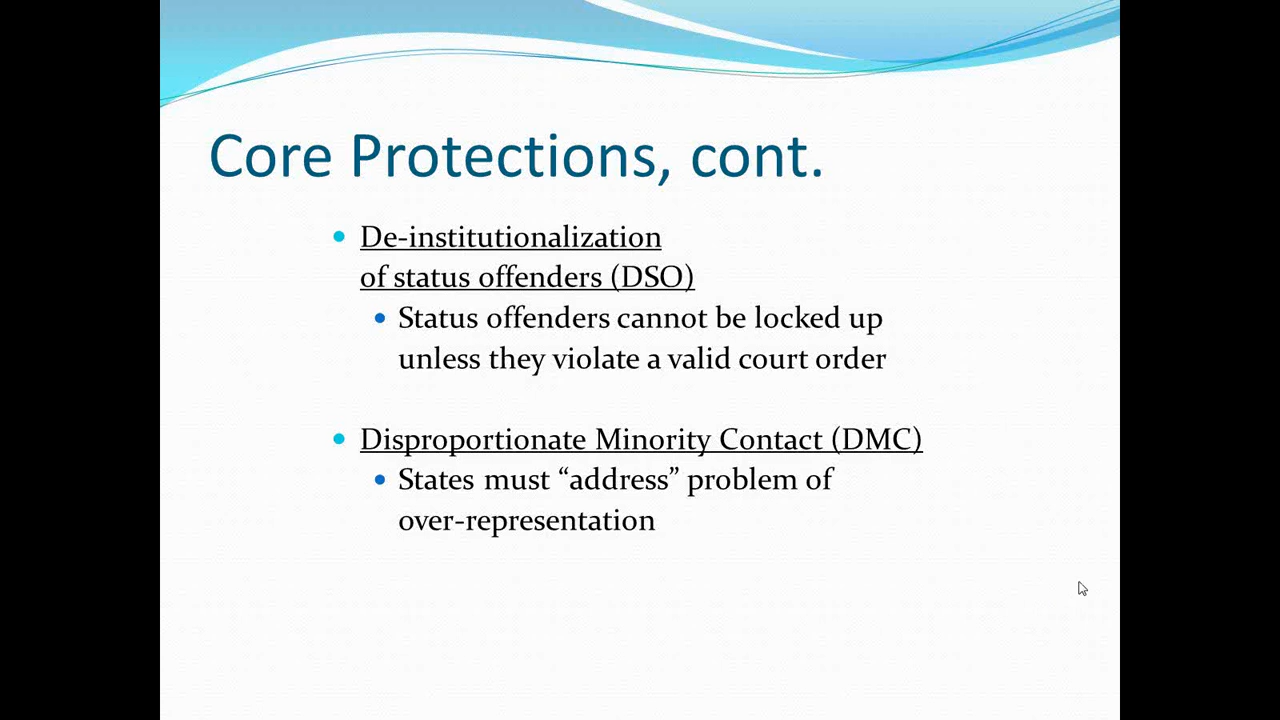 Core Protections, cont.
• De-institutionalization
of status offenders (DSO)
• Status offenders cannot be locked up
unless they violate a valid court order
• Disproportionate Minority Contact (DMC)
• States must “address” problem of
over-representation